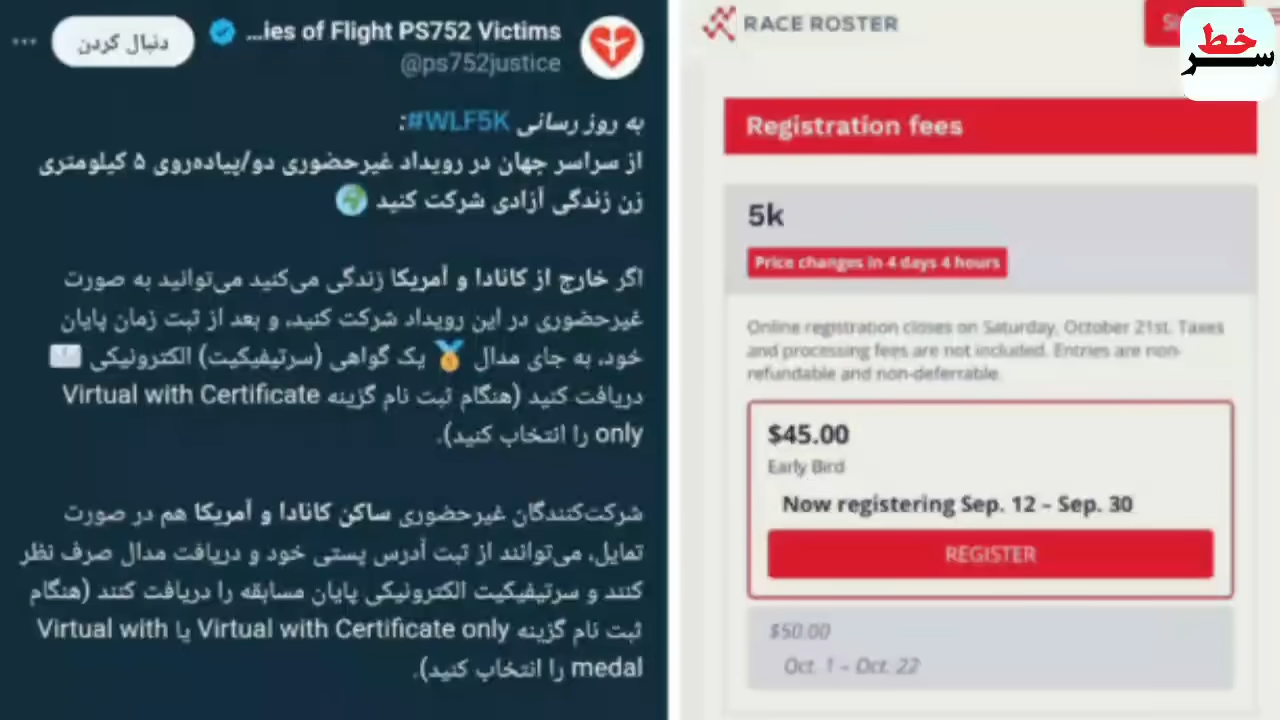 ...ies of Flight PS752 Victims
دنبال کردن
@ps752justice
به روز رسانی #WLF5K:
از سراسر جهان در رویداد غیرحضوری دو/پیاده‌روی ۵ کیلومتری
زن زندگی آزادی شرکت کنید
اگر خارج از کانادا و آمریکا زندگی می‌کنید می‌توانید به صورت
غیرحضوری در این رویداد شرکت کنید، و بعد از ثبت زمان پایان
خود، به جای مدال یک گواهی (سرتیفیکیت) الکترونیکی
دریافت کنید (هنگام ثبت نام گزینه Virtual with Certificate
only را انتخاب کنید).
شرکت‌کنندگان غیرحضوری ساکن کانادا و آمریکا هم در صورت
تمایل، می‌توانند از ثبت آدرس پستی خود و دریافت مدال صرف نظر
کنند و سرتیفیکیت الکترونیکی پایان مسابقه را دریافت کنند (هنگام
ثبت نام گزینه Virtual with Certificate only یا Virtual with
medal را انتخاب کنید).
RACE ROSTER
خط
سر
Registration fees
5k
Price changes in 4 days 4 hours
Online registration closes on Saturday, October 21st. Taxes
and processing fees are not included. Entries are non-
refundable and non-deferrable.
$45.00
Early Bird
Now registering Sep. 12 – Sep. 30
REGISTER
$50.00
Oct. 1 – Oct. 22